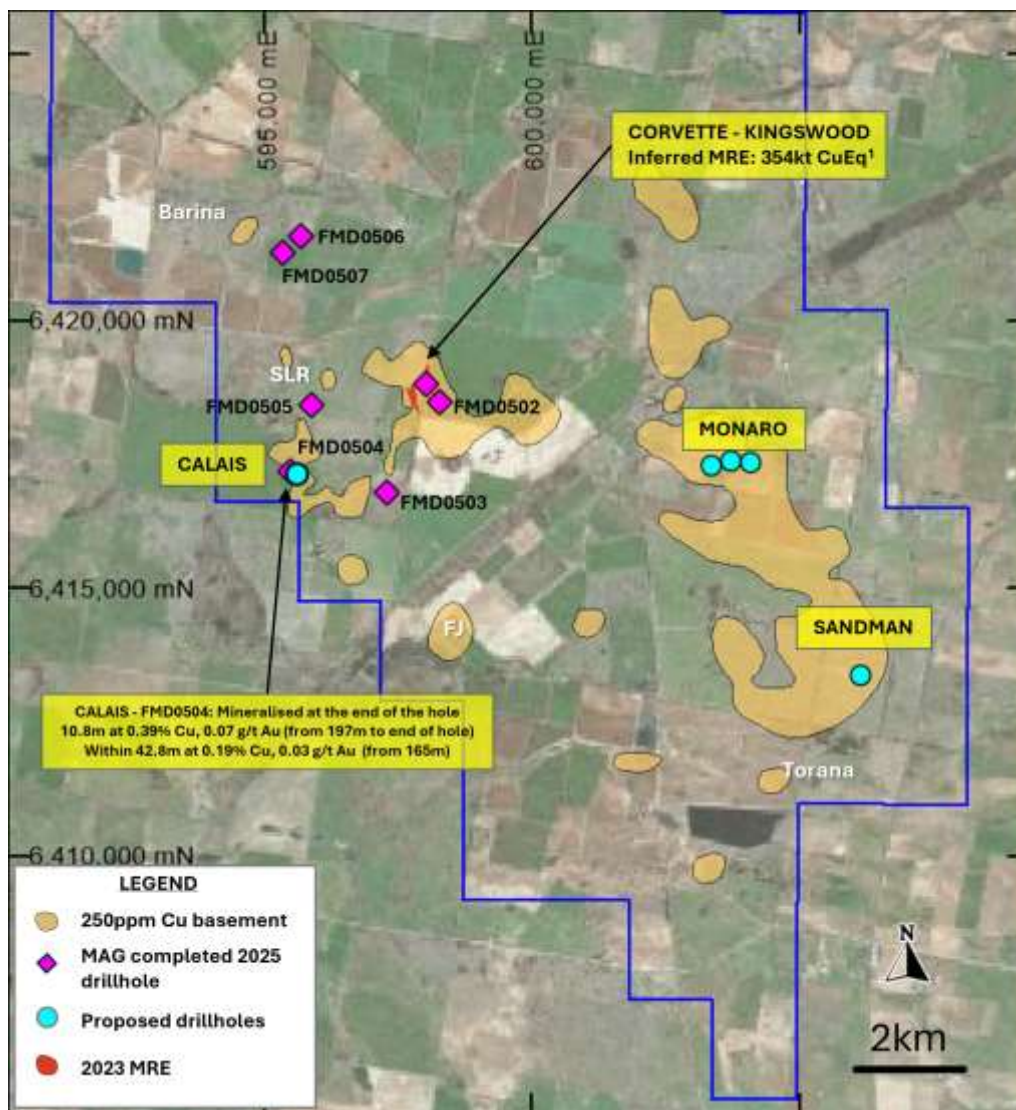 595,000 mE
600,000 mE
CORVETTE - KINGSWOOD
Inferred MRE: 354kt CuEq¹
Barina
FMD0506
FMD0507
6,420,000 mN
SLR
FMD0505
FMD0502
MONARO
FMD0504
CALAIS
FMD0503
6,415,000 mN
FJ
SANDMAN
CALAIS - FMD0504: Mineralised at the end of the hole
10.8m at 0.39% Cu, 0.07 g/t Au (from 197m to end of hole)
Within 42.8m at 0.19% Cu, 0.03 g/t Au (from 165m)
Torana
6,410,000 mN
LEGEND
250ppm Cu basement
MAG completed 2025
drillhole
Proposed drillholes
2023 MRE
N
2km